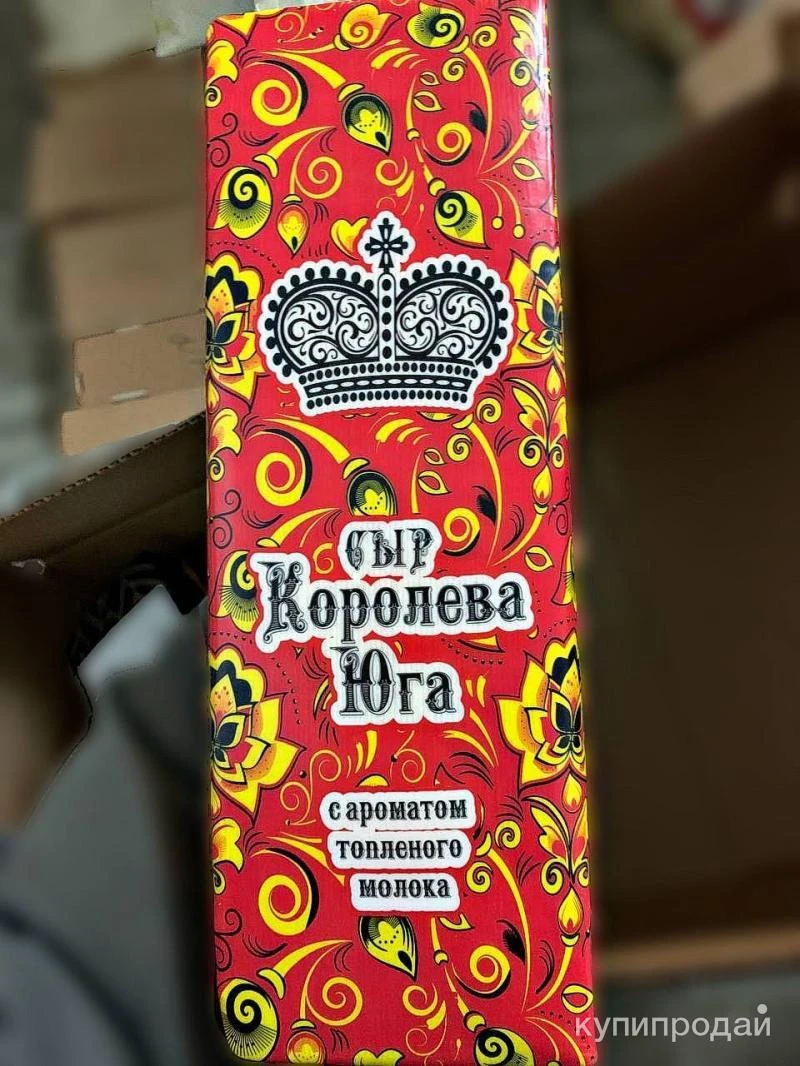 сыр
Королева
Юга
с ароматом
топленого
молока
купипродай